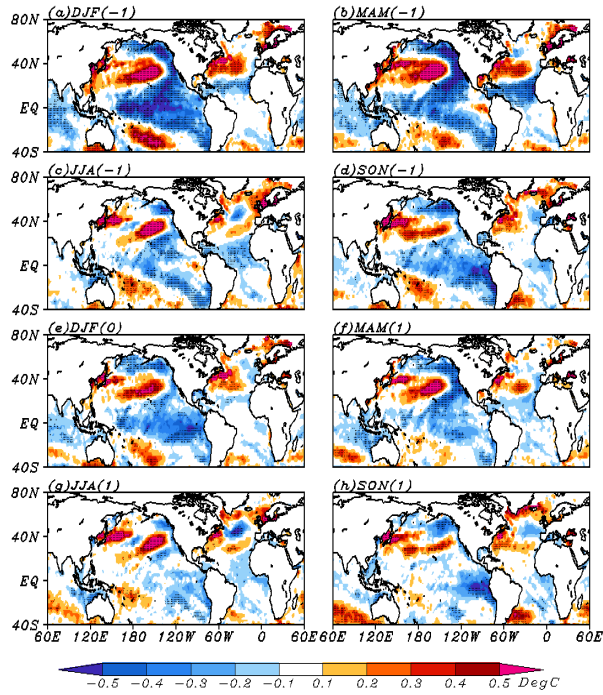 (a)DJF(-1) (b)MAM(-1)
80N
40N
EQ
40S
(c)JJA(-1) (d)SON(-1)
80N
40N
EQ
40S
(e)DJF(0) (f)MAM(1)
80N
40N
EQ
40S
(g)JJA(1) (h)SON(1)
80N
40N
EQ
40S
60E 120E 180 120W 60W 0 60E 60E 120E 180 120W 60W 0 60E
-0.5 -0.4 -0.3 -0.2 -0.1 0.1 0.2 0.3 0.4 0.5 DegC